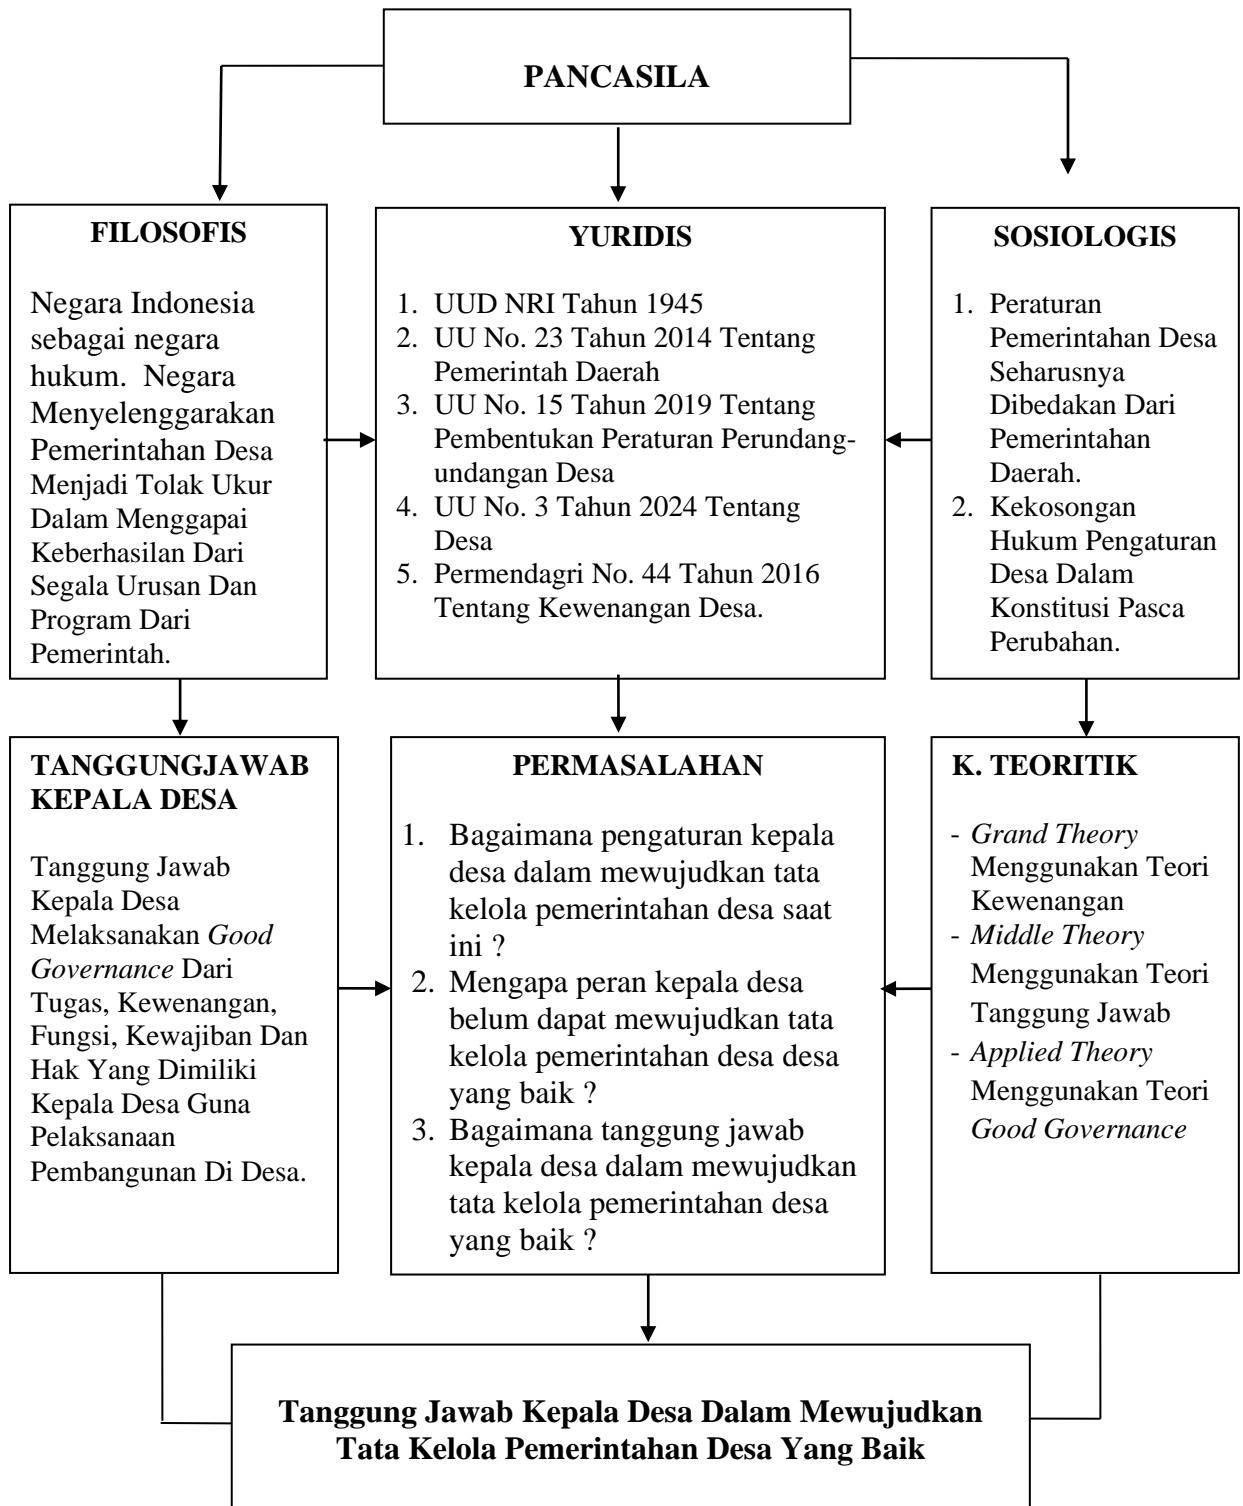 PANCASILA
FILOSOFIS
Negara Indonesia
sebagai negara
hukum. Negara
Menyelenggarakan
Pemerintahan Desa
Menjadi Tolak Ukur
Dalam Menggapai
Keberhasilan Dari
Segala Urusan Dan
Program Dari
Pemerintah.
YURIDIS
1. UUD NRI Tahun 1945
2. UU No. 23 Tahun 2014 Tentang
Pemerintah Daerah
3. UU No. 15 Tahun 2019 Tentang
Pembentukan Peraturan Perundang-
undangan Desa
4. UU No. 3 Tahun 2024 Tentang
Desa
5. Permendagri No. 44 Tahun 2016
Tentang Kewenangan Desa.
SOSIOLOGIS
1. Peraturan
Pemerintahan Desa
Seharusnya
Dibedakan Dari
Pemerintahan
Daerah.
2. Kekosongan
Hukum Pengaturan
Desa Dalam
Konstitusi Pasca
Perubahan.
TANGGUNGJAWAB
KEPALA DESA
Tanggung Jawab
Kepala Desa
Melaksanakan Good
Governance Dari
Tugas, Kewenangan,
Fungsi, Kewajiban Dan
Hak Yang Dimiliki
Kepala Desa Guna
Pelaksanaan
Pembangunan Di Desa.
PERMASALAHAN
1. Bagaimana pengaturan kepala
desa dalam mewujudkan tata
kelola pemerintahan desa saat
ini ?
2. Mengapa peran kepala desa
belum dapat mewujudkan tata
kelola pemerintahan desa desa
yang baik ?
3. Bagaimana tanggung jawab
kepala desa dalam mewujudkan
tata kelola pemerintahan desa
yang baik ?
K. TEORITIK
- Grand Theory
Menggunakan Teori
Kewenangan
- Middle Theory
Menggunakan Teori
Tanggung Jawab
- Applied Theory
Menggunakan Teori
Good Governance
Tanggung Jawab Kepala Desa Dalam Mewujudkan
Tata Kelola Pemerintahan Desa Yang Baik